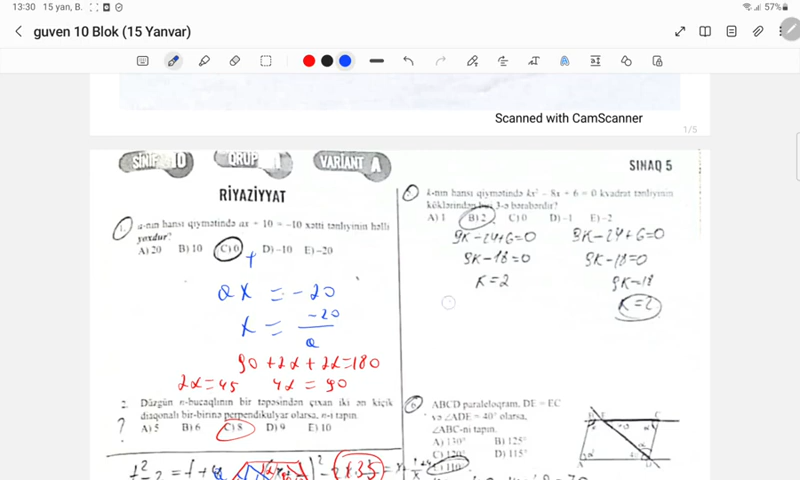 13:30 15 yan, B.
57%
guven 10 Blok (15 Yanvar)
Scanned with CamScanner
1/5
SİNİF 10 QRUP VARIANT A
SINAQ 5
RİYAZİYYAT
1. a-nın hansı qiymətində ax + 10 = -10 xətti tənliyinin həlli
yoxdur?
A) 20 B) 10 C) 0 D) -10 E) -20
ax = -20
x = -20/a
90 + 2α + 2α = 180
2α = 45 4α = 90
2. Düzgün n-bucaqlının bir təpəsindən çıxan iki ən kiçik
diaqonalı bir-birinə perpendikulyar olarsa, n-i tapın.
?
A) 5 B) 6 C) 8 D) 9 E) 10
k-nın hansı qiymətində kx² – 8x + 6 = 0 kvadrat tənliyinin
köklərindən biri 3-ə bərabərdir?
A) 1 B) 2 C) 0 D) -1 E) -2
9K-24+6=0 9K-24+6=0
9K-18=0 9K-18=0
K=2 9K=18
K=2
6. ABCD paraleloqram, DE = EC
və ∠ADE = 40° olarsa,
∠ABC-ni tapın.
A) 130° B) 125°
C) 120° D) 115°
E) 110°
B E C
A D